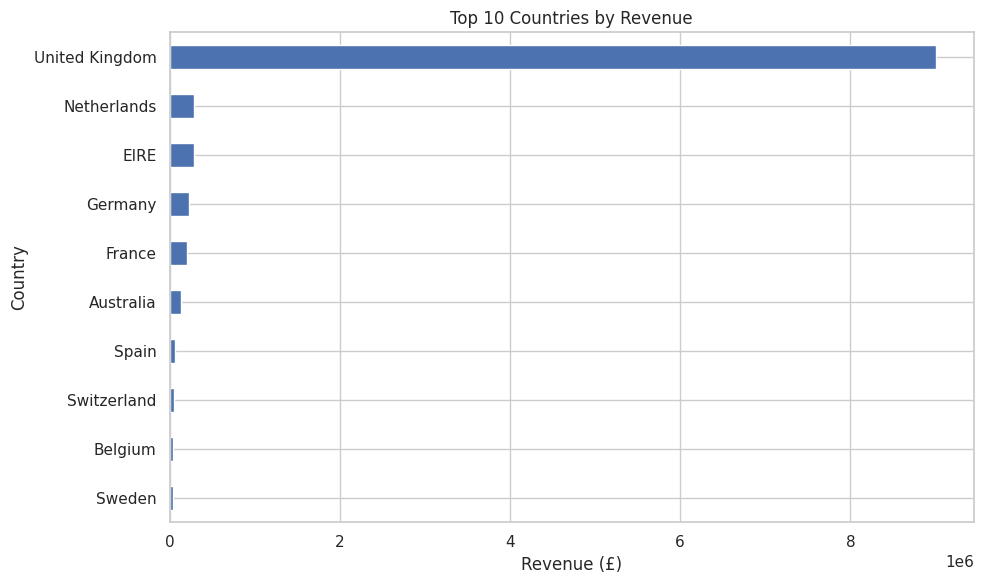 Top 10 Countries by Revenue
United Kingdom
Netherlands
EIRE
Germany
France
Australia
Spain
Switzerland
Belgium
Sweden
Country
0 2 4 6 8
1e6
Revenue (£)